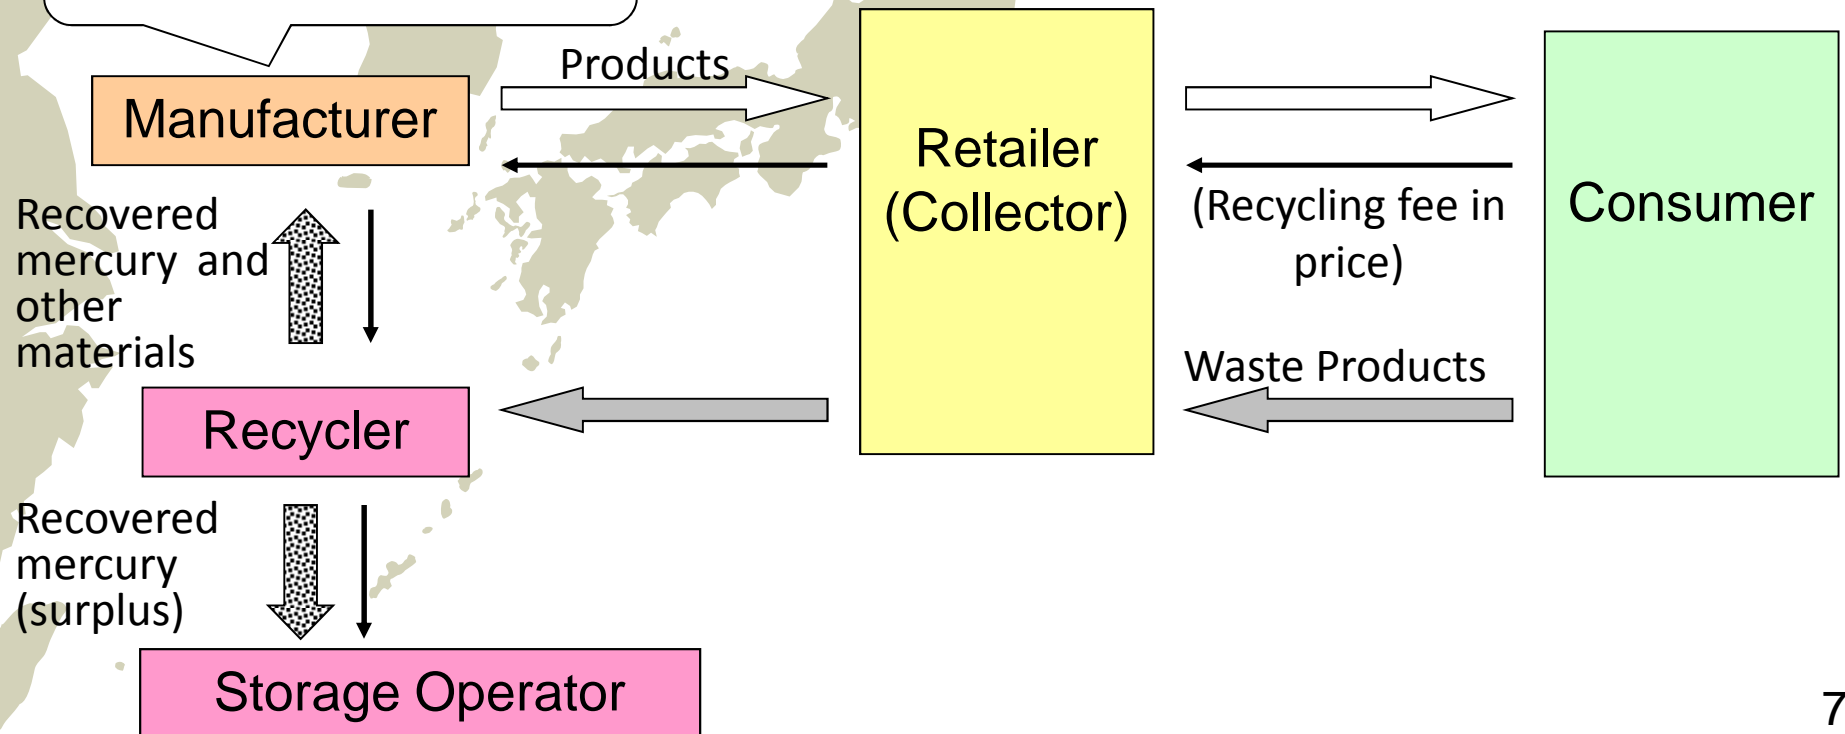 Products
Manufacturer
Retailer
(Collector)
Consumer
(Recycling fee in
price)
Recovered
mercury and
other
materials
Waste Products
Recycler
Recovered
mercury
(surplus)
Storage Operator
7